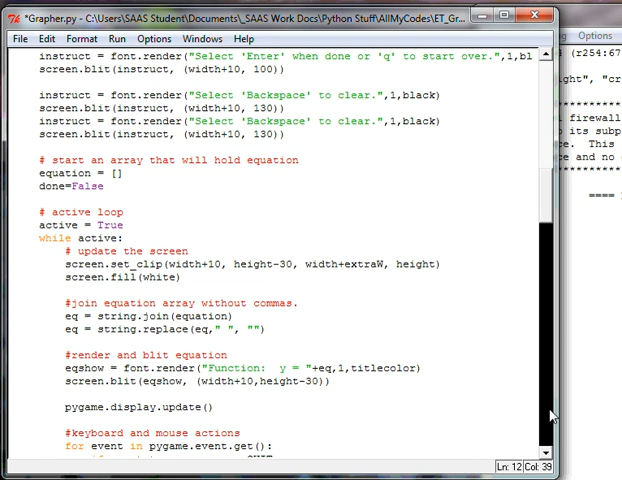 *Grapher.py - C:\Users\SAAS Student\Documents\_SAAS Work Docs\Python Stuff\AllMyCodes\ET_Gr...
File Edit Format Run Options Windows Help
instruct = font.render("Select 'Enter' when done or 'q' to start over.",1,bl
screen.blit(instruct, (width+10, 100))
instruct = font.render("Select 'Backspace' to clear.",1,black)
screen.blit(instruct, (width+10, 130))
instruct = font.render("Select 'Backspace' to clear.",1,black)
screen.blit(instruct, (width+10, 130))
# start an array that will hold equation
equation = []
done=False
# active loop
active = True
while active:
# update the screen
screen.set_clip(width+10, height-30, width+extraW, height)
screen.fill(white)
#join equation array without commas.
eq = string.join(equation)
eq = string.replace(eq," ", "")
#render and blit equation
eqshow = font.render("Function:  y = "+eq,1,titlecolor)
screen.blit(eqshow, (width+10,height-30))
pygame.display.update()
#keyboard and mouse actions
for event in pygame.event.get():
Ln: 12 Col: 39
Options
(r254:67
ight", "cr
*********
firewall
o its subp
ce.  This
ce and no
*********
====